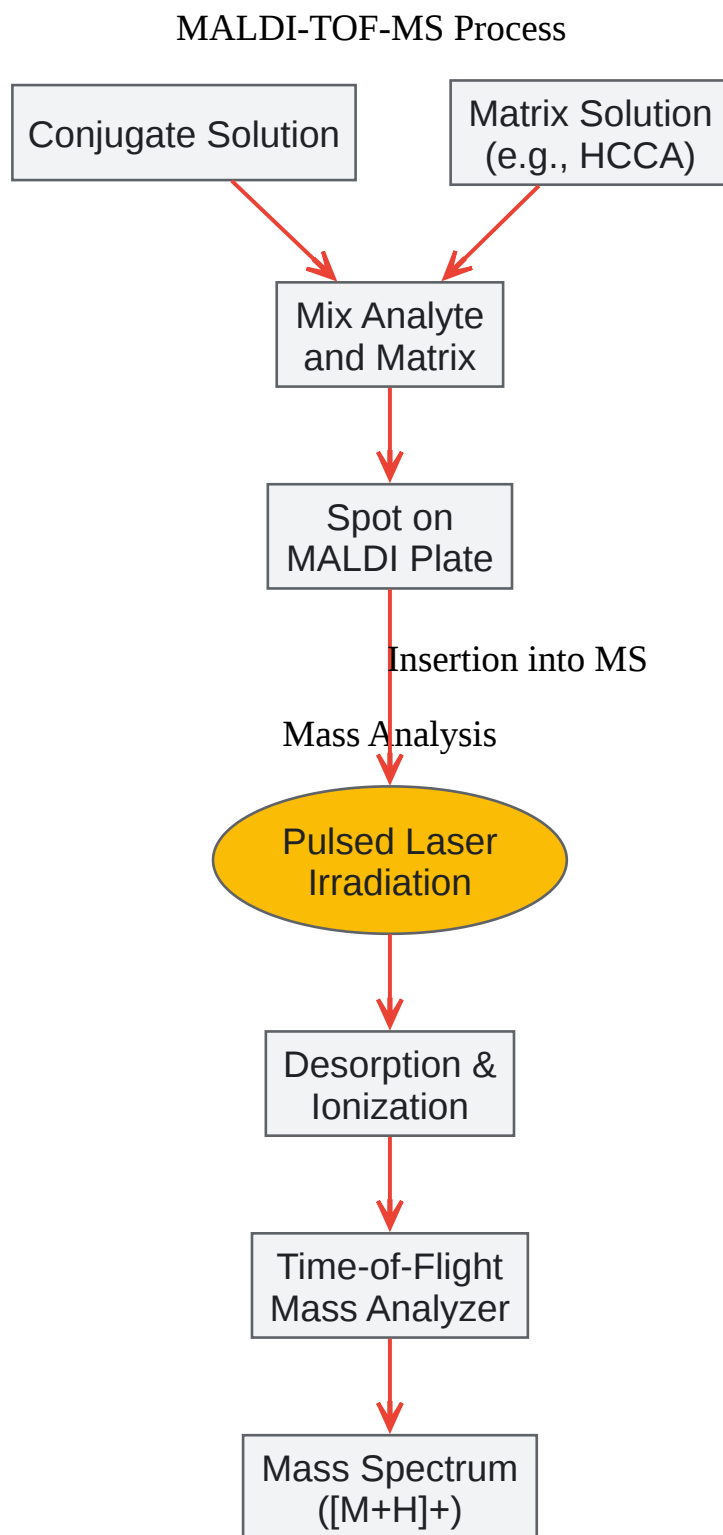 MALDI-TOF-MS Process
Conjugate Solution
Matrix Solution
(e.g., HCCA)
Mix Analyte
and Matrix
Spot on
MALDI Plate
Insertion into MS
Mass Analysis
Pulsed Laser
Irradiation
Desorption &
Ionization
Time-of-Flight
Mass Analyzer
Mass Spectrum
([M+H]+)